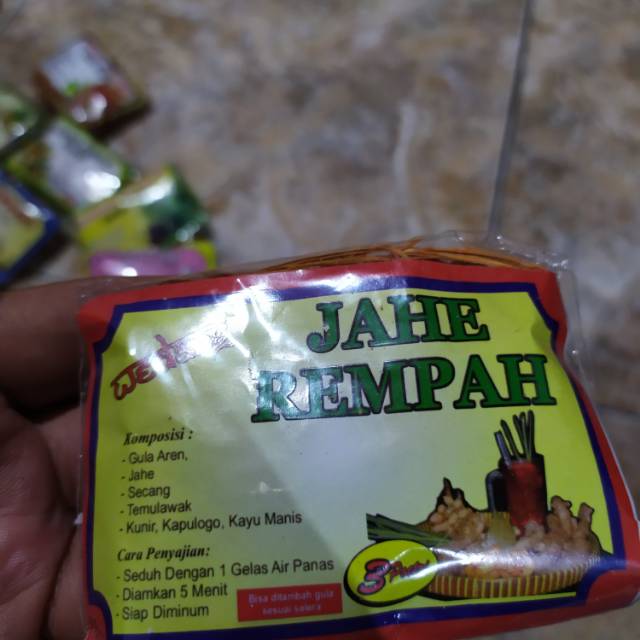 JAHE
REMPAH
Komposisi :
- Gula Aren,
- Jahe
- Secang
- Temulawak
- Kunir, Kapulogo, Kayu Manis
Cara Penyajian:
- Seduh Dengan 1 Gelas Air Panas
- Diamkan 5 Menit
- Siap Diminum
Bisa ditambah gula
sesuai selera
3